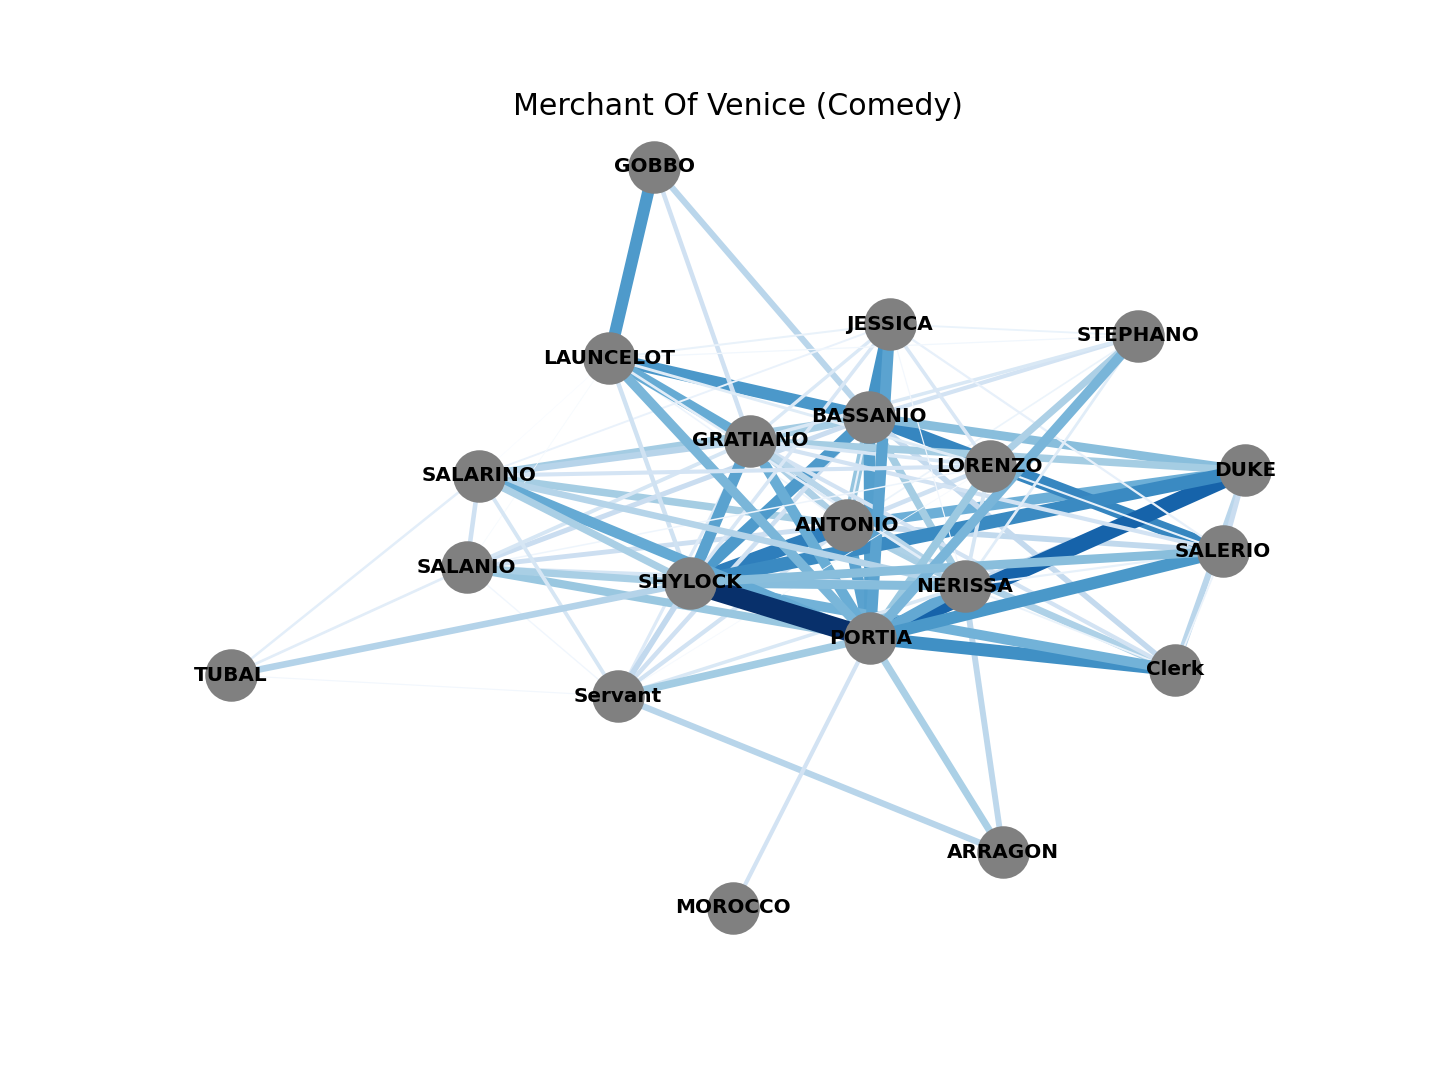 Merchant Of Venice (Comedy)
GOBBO
JESSICA
STEPHANO
LAUNCELOT
BASSANIO
GRATIANO
LORENZO
DUKE
SALARINO
ANTONIO
SALERIO
SALANIO
SHYLOCK
NERISSA
PORTIA
Clerk
TUBAL
Servant
ARRAGON
MOROCCO